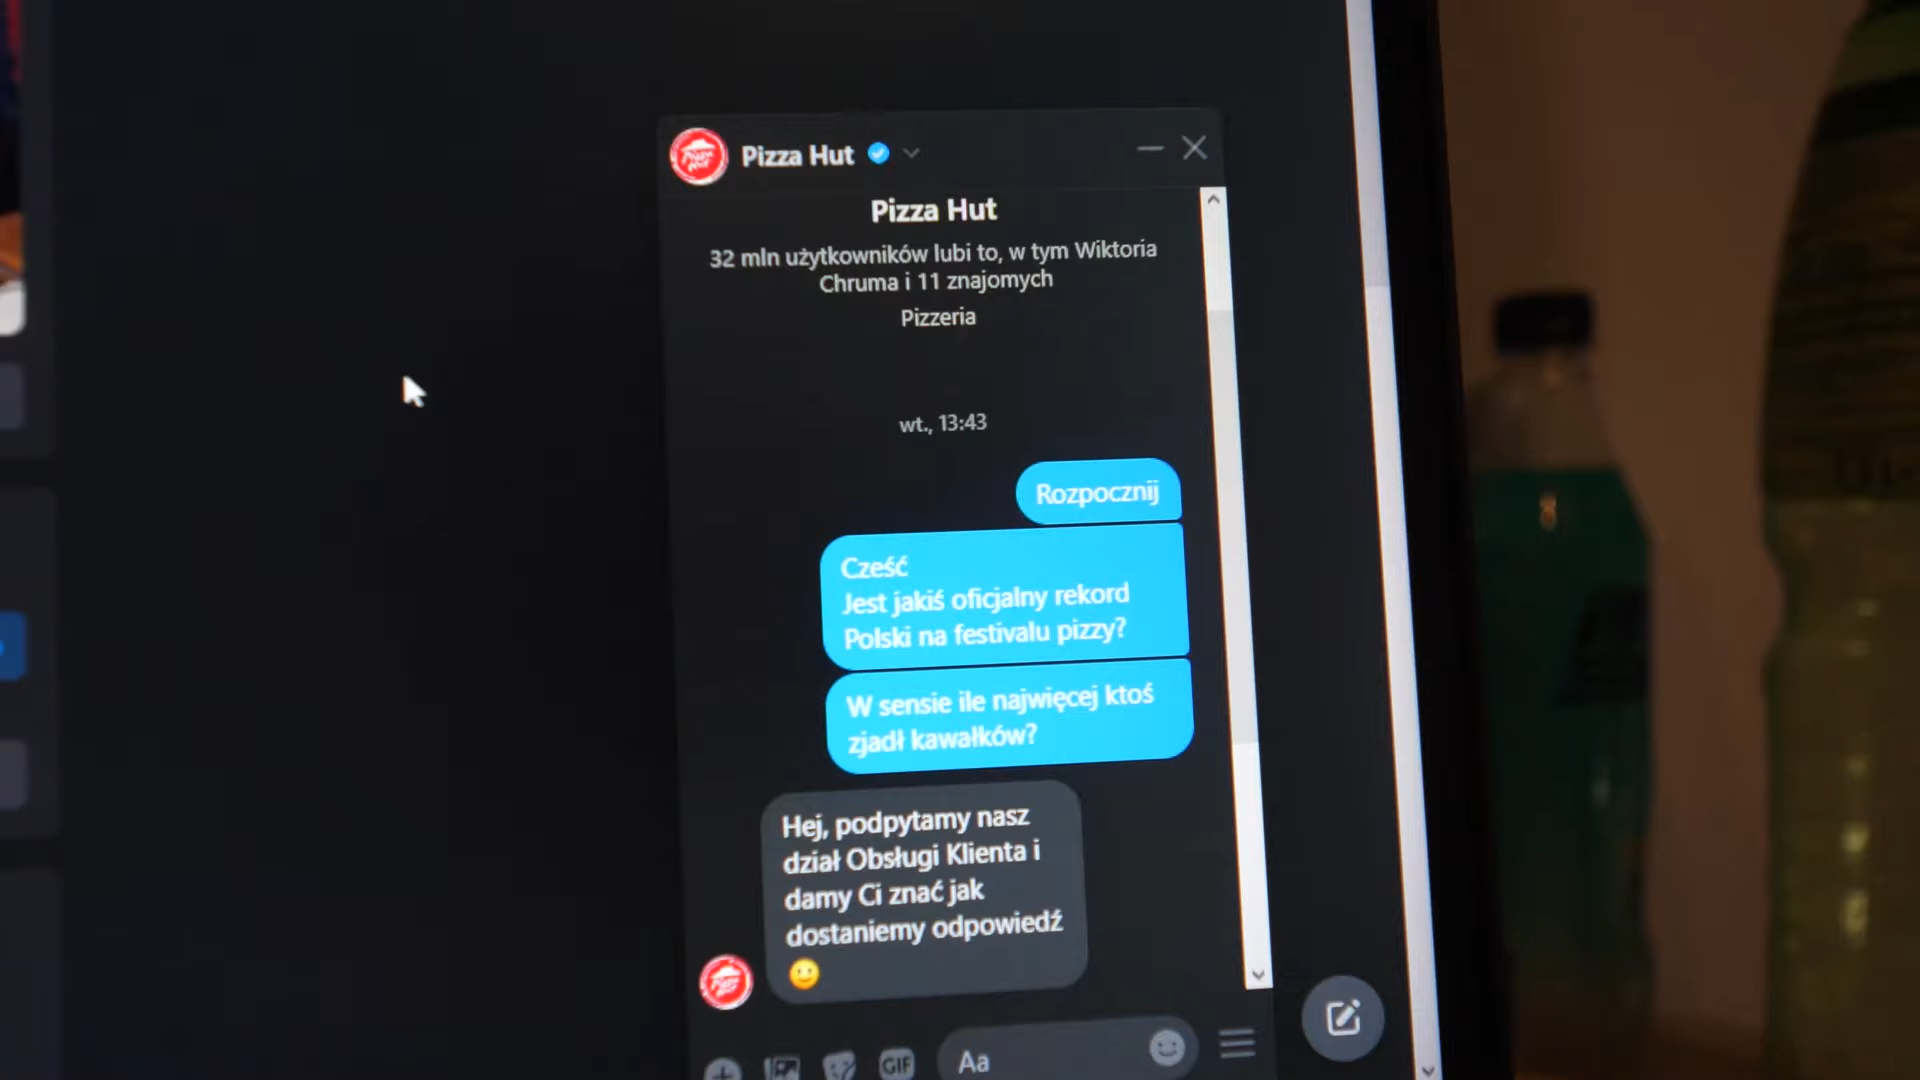 Pizza Hut
Pizza Hut
32 mln użytkowników lubi to, w tym Wiktoria
Chruma i 11 znajomych
Pizzeria
wt., 13:43
Rozpocznij
Cześć
Jest jakiś oficjalny rekord
Polski na festivalu pizzy?
W sensie ile najwięcej ktoś
zjadł kawałków?
Hej, podpytamy nasz
dział Obsługi Klienta i
damy Ci znać jak
dostaniemy odpowiedź
🙂
Pizza Hut
GIF
Aa